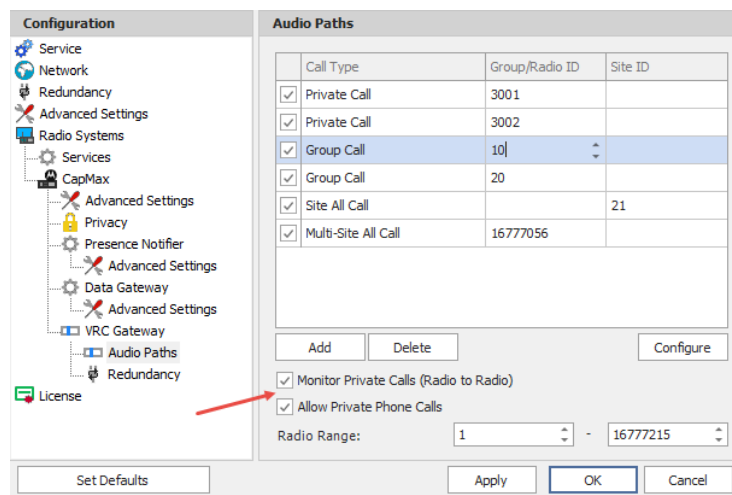 Configuration
Service
Network
Redundancy
Advanced Settings
Radio Systems
Services
CapMax
Advanced Settings
Privacy
Presence Notifier
Advanced Settings
Data Gateway
Advanced Settings
VRC Gateway
Audio Paths
Redundancy
License
Audio Paths
Call Type Group/Radio ID Site ID
Private Call 3001
Private Call 3002
Group Call 10
Group Call 20
Site All Call 21
Multi-Site All Call 16777056
Add Delete Configure
Monitor Private Calls (Radio to Radio)
Allow Private Phone Calls
Radio Range: 1 - 16777215
Set Defaults Apply OK Cancel